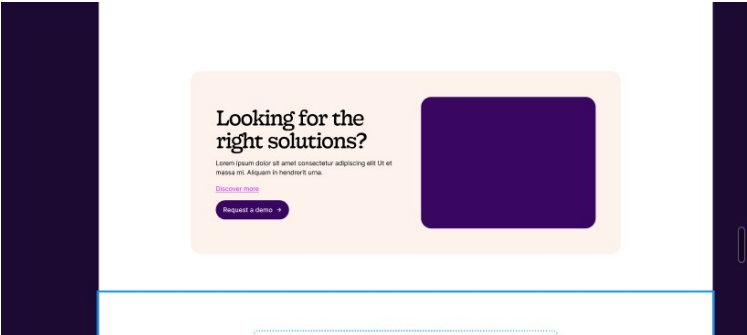 Looking for the
right solutions?
Lorem ipsum dolor sit amet consectetur adipiscing elit Ut et
massa mi. Aliquam in hendrerit urna.
Discover more
Request a demo →